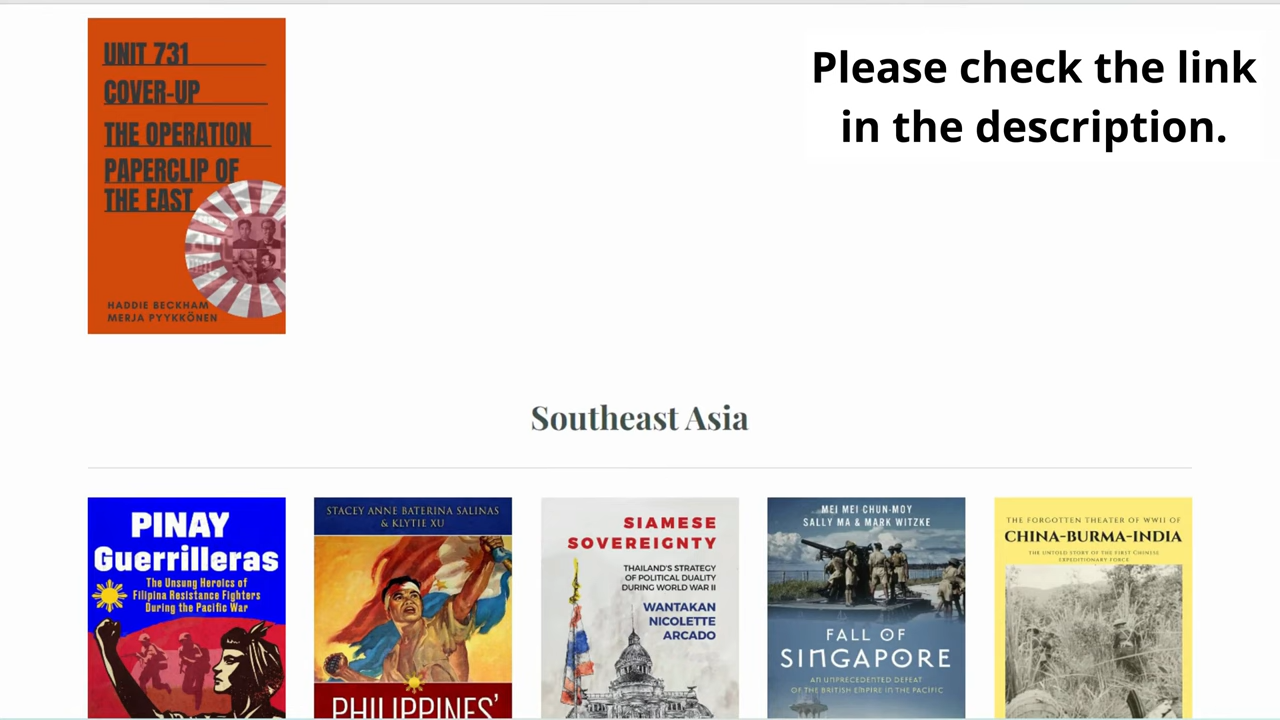 UNIT 731
COVER-UP
THE OPERATION
PAPERCLIP OF
THE EAST
HADDIE BECKHAM
MERJA PYYKKÖNEN
Please check the link
in the description.
Southeast Asia
PINAY
Guerrilleras
The Unsung Heroics of
Filipina Resistance Fighters
During the Pacific War
STACEY ANNE BATERINA SALINAS
& KLYTIE XU
PHILIPPINES'
SIAMESE
SOVEREIGNTY
THAILAND'S STRATEGY
OF POLITICAL DUALITY
DURING WORLD WAR II
WANTAKAN
NICOLETTE
ARCADO
MEI MEI CHUN-MOY
SALLY MA & MARK WITZKE
FALL OF
SINGAPORE
AN UNPRECEDENTED DEFEAT
OF THE BRITISH EMPIRE IN THE PACIFIC
THE FORGOTTEN THEATER OF WWII OF
CHINA-BURMA-INDIA
THE UNTOLD STORY OF THE FIRST CHINESE
EXPEDITIONARY FORCE